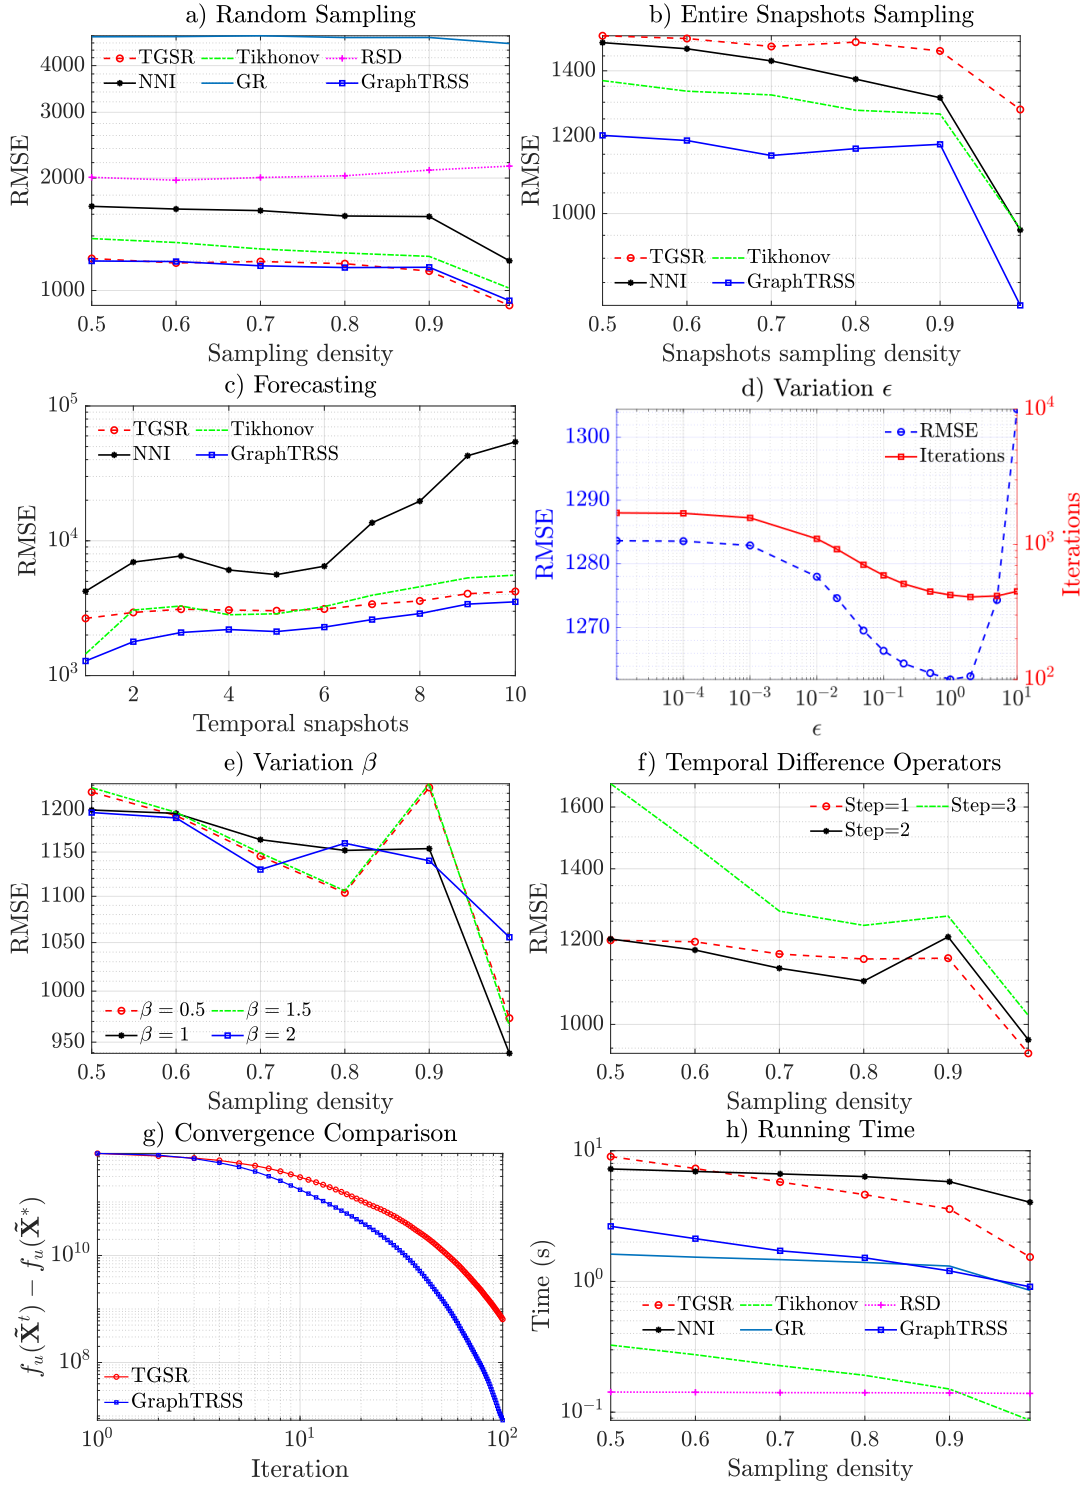 a) Random Sampling
4000
3000
2000
1000
RMSE
TGSR Tikhonov RSD
NNI GR GraphTRSS
0.5 0.6 0.7 0.8 0.9
Sampling density
b) Entire Snapshots Sampling
1400
1200
1000
RMSE
TGSR Tikhonov
NNI GraphTRSS
0.5 0.6 0.7 0.8 0.9
Snapshots sampling density
c) Forecasting
10^5
10^4
10^3
RMSE
TGSR Tikhonov
NNI GraphTRSS
2 4 6 8 10
Temporal snapshots
d) Variation ϵ
1300
1290
1280
1270
RMSE
RMSE
Iterations
10^4
10^3
10^2
Iterations
10^-4 10^-3 10^-2 10^-1 10^0 10^1
ϵ
e) Variation β
1200
1150
1100
1050
1000
950
RMSE
β = 0.5 β = 1.5
β = 1 β = 2
0.5 0.6 0.7 0.8 0.9
Sampling density
f) Temporal Difference Operators
1600
1400
1200
1000
RMSE
Step=1 Step=3
Step=2
0.5 0.6 0.7 0.8 0.9
Sampling density
g) Convergence Comparison
10^10
10^8
f_u(X̃^t) − f_u(X̃^*)
TGSR
GraphTRSS
10^0 10^1 10^2
Iteration
h) Running Time
10^1
10^0
10^-1
Time (s)
TGSR Tikhonov RSD
NNI GR GraphTRSS
0.5 0.6 0.7 0.8 0.9
Sampling density